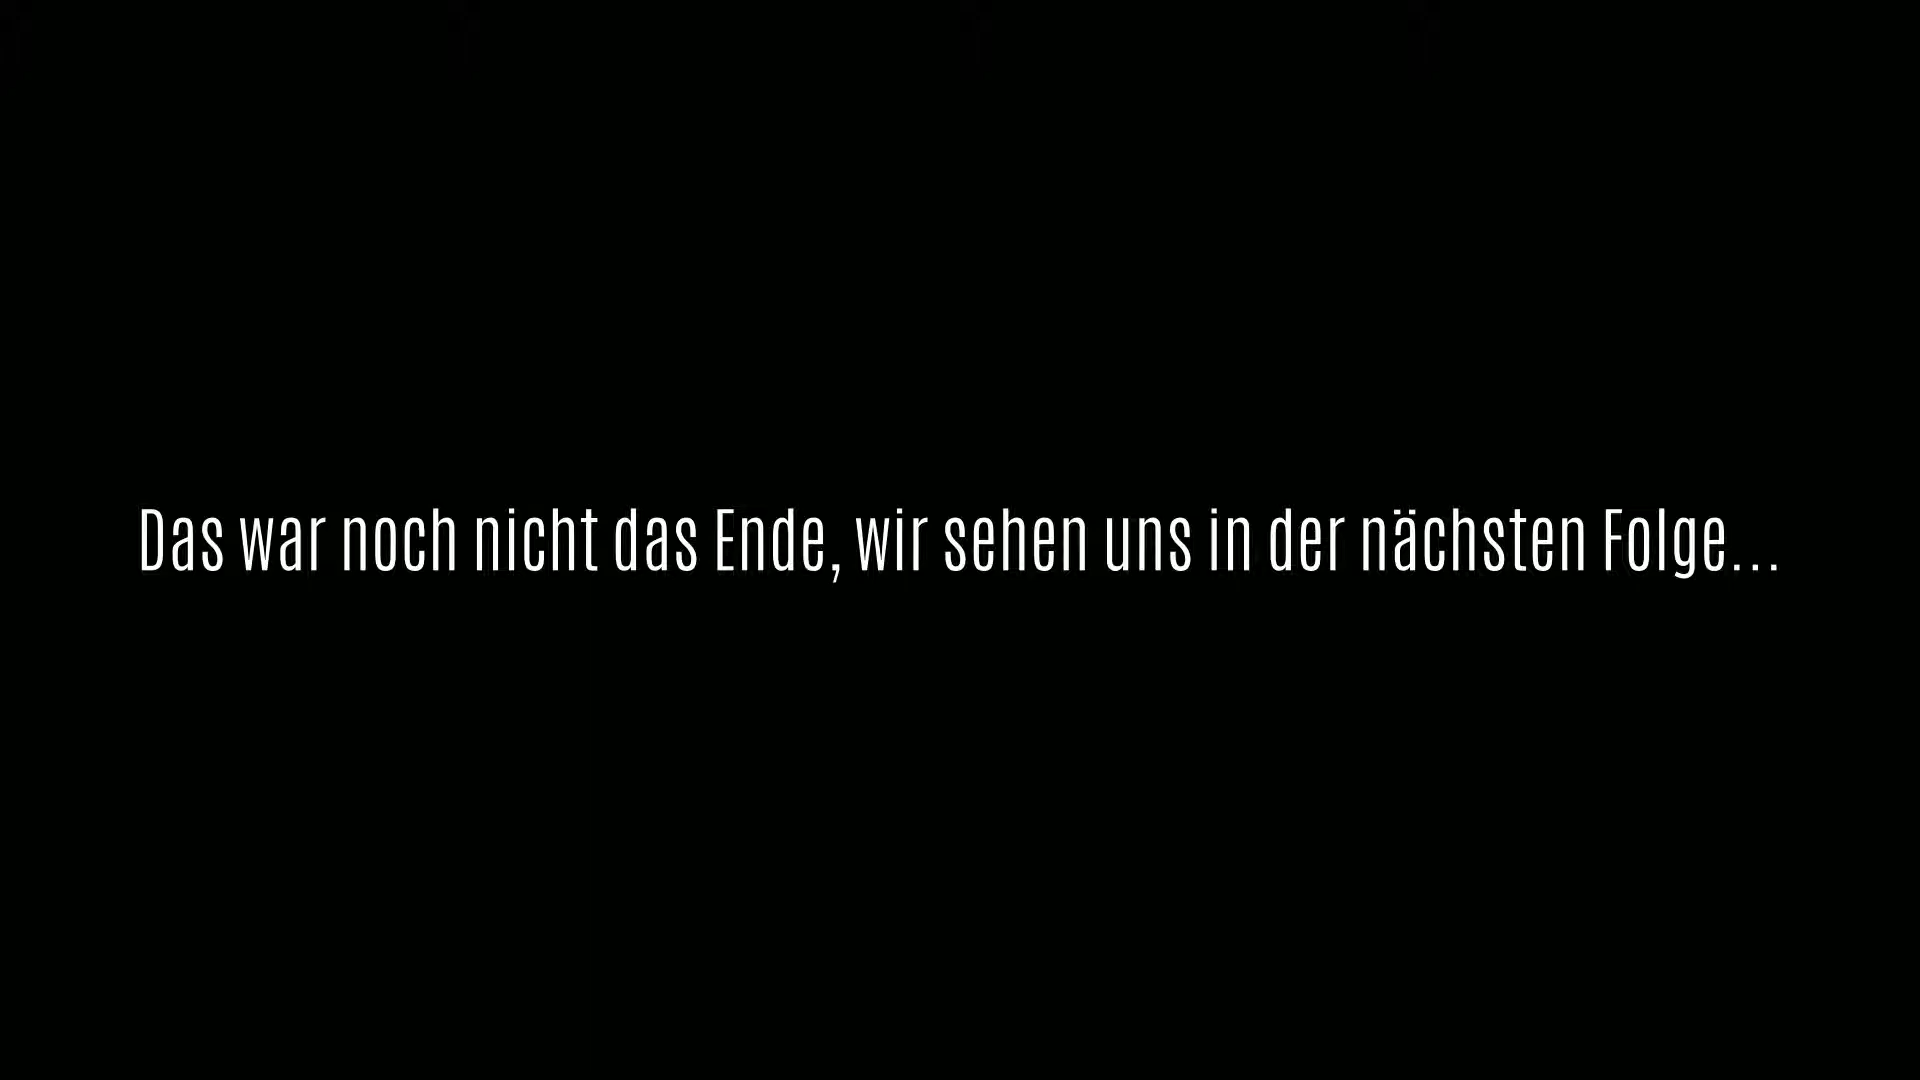 Das war noch nicht das Ende, wir sehen uns in der nächsten Folge...